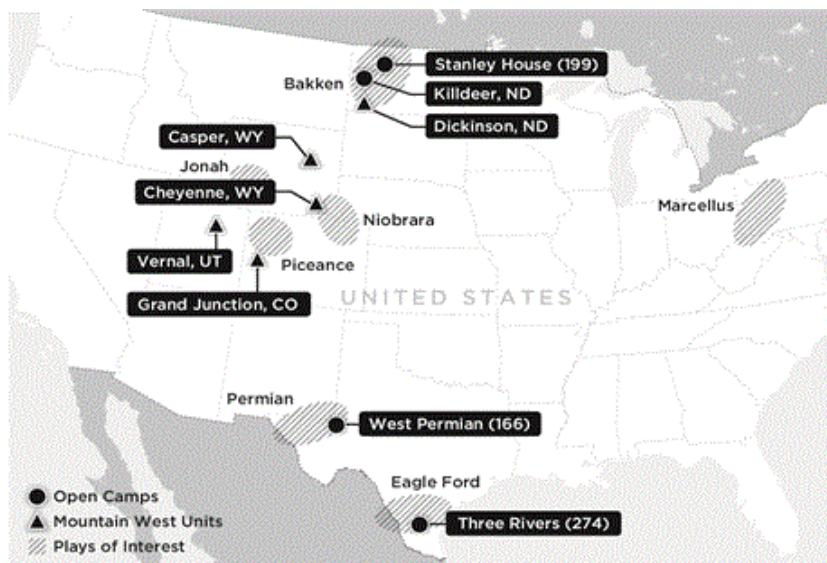 Stanley House (199)
Bakken
Killdeer, ND
Dickinson, ND
Casper, WY
Jonah
Cheyenne, WY
Marcellus
Niobrara
Vernal, UT
Piceance
Grand Junction, CO
UNITED STATES
Permian
West Permian (166)
Eagle Ford
Open Camps
Mountain West Units
Three Rivers (274)
Plays of Interest